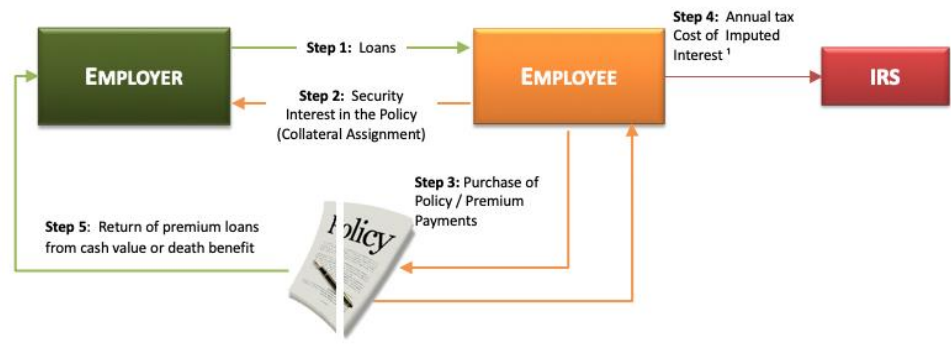 Step 1: Loans
EMPLOYER
EMPLOYEE
Step 2: Security
Interest in the Policy
(Collateral Assignment)
Step 4: Annual tax
Cost of Imputed
Interest ¹
IRS
Step 3: Purchase of
Policy / Premium
Payments
Step 5: Return of premium loans
from cash value or death benefit
Policy